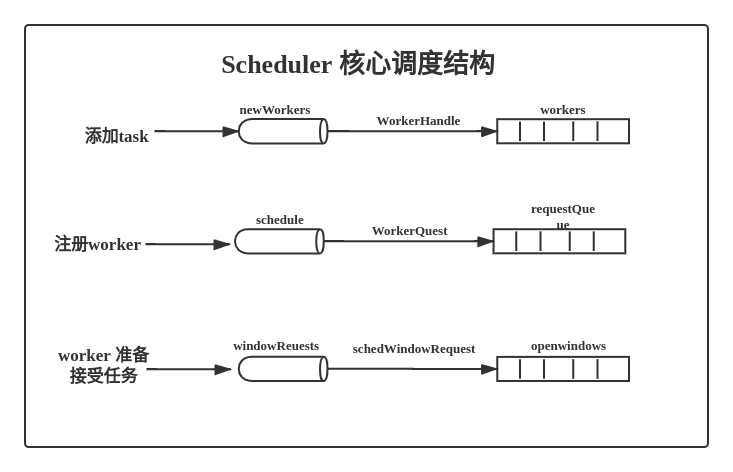 Scheduler 核心调度结构
newWorkers
WorkerHandle
workers
添加task
schedule
WorkerQuest
requestQue
ue
注册worker
windowReuests
schedWindowRequest
openwindows
worker 准备
接受任务